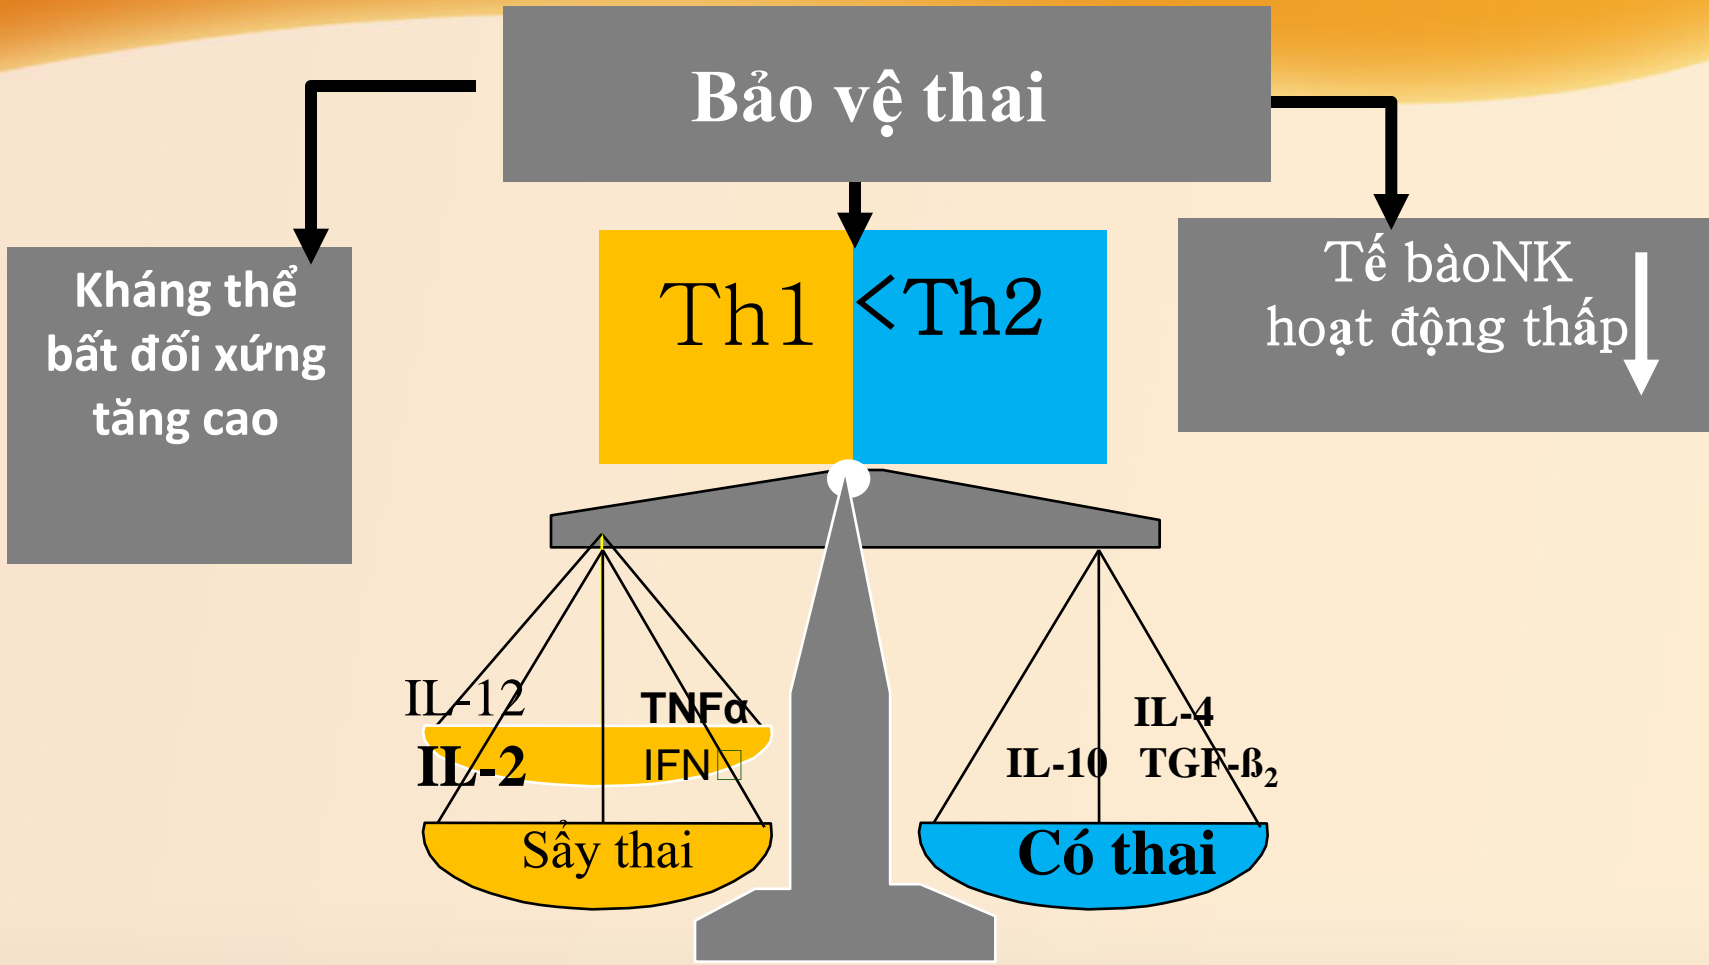 Bảo vệ thai
Kháng thể
bất đối xứng
tăng cao
Th1 <Th2
Tế bàoNK
hoạt động thấp
IL-12
TNFα
IL-2
IFN□
Sẩy thai
IL-4
IL-10 TGF-ß₂
Có thai